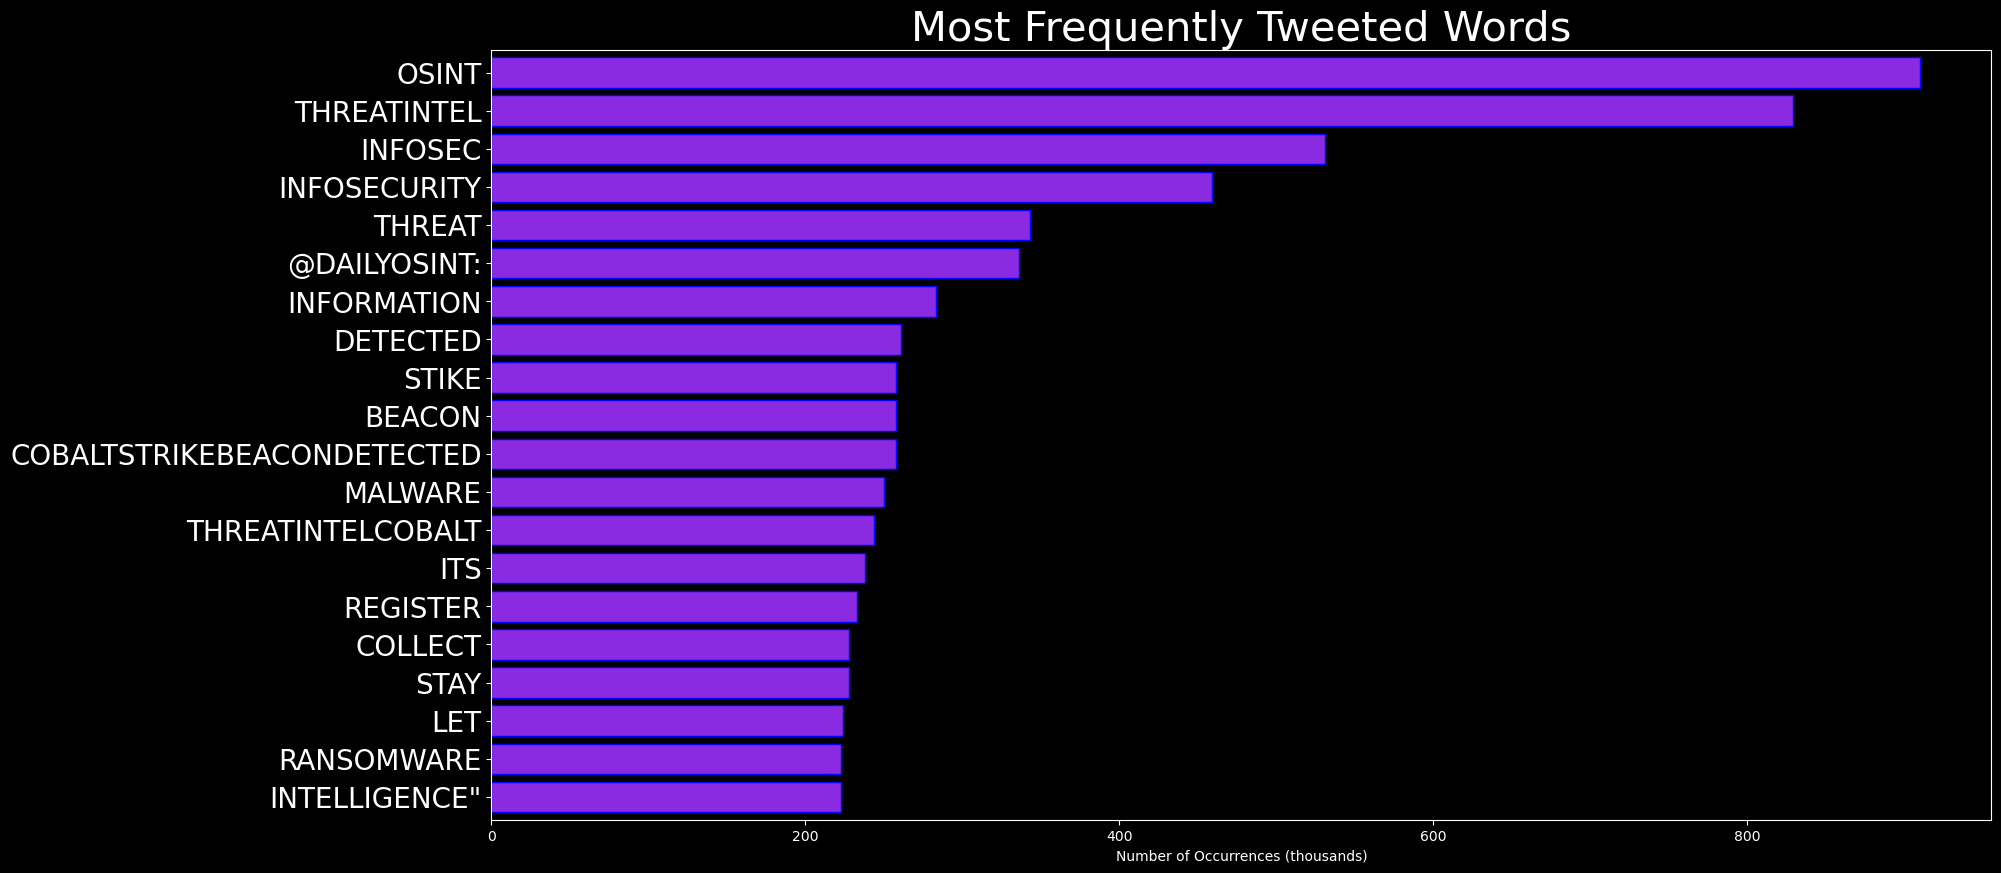 Most Frequently Tweeted Words
OSINT
THREATINTEL
INFOSEC
INFOSECURITY
THREAT
@DAILYOSINT:
INFORMATION
DETECTED
STIKE
BEACON
COBALTSTRIKEBEACONDETECTED
MALWARE
THREATINTELCOBALT
ITS
REGISTER
COLLECT
STAY
LET
RANSOMWARE
INTELLIGENCE"
0 200 400 600 800
Number of Occurrences (thousands)